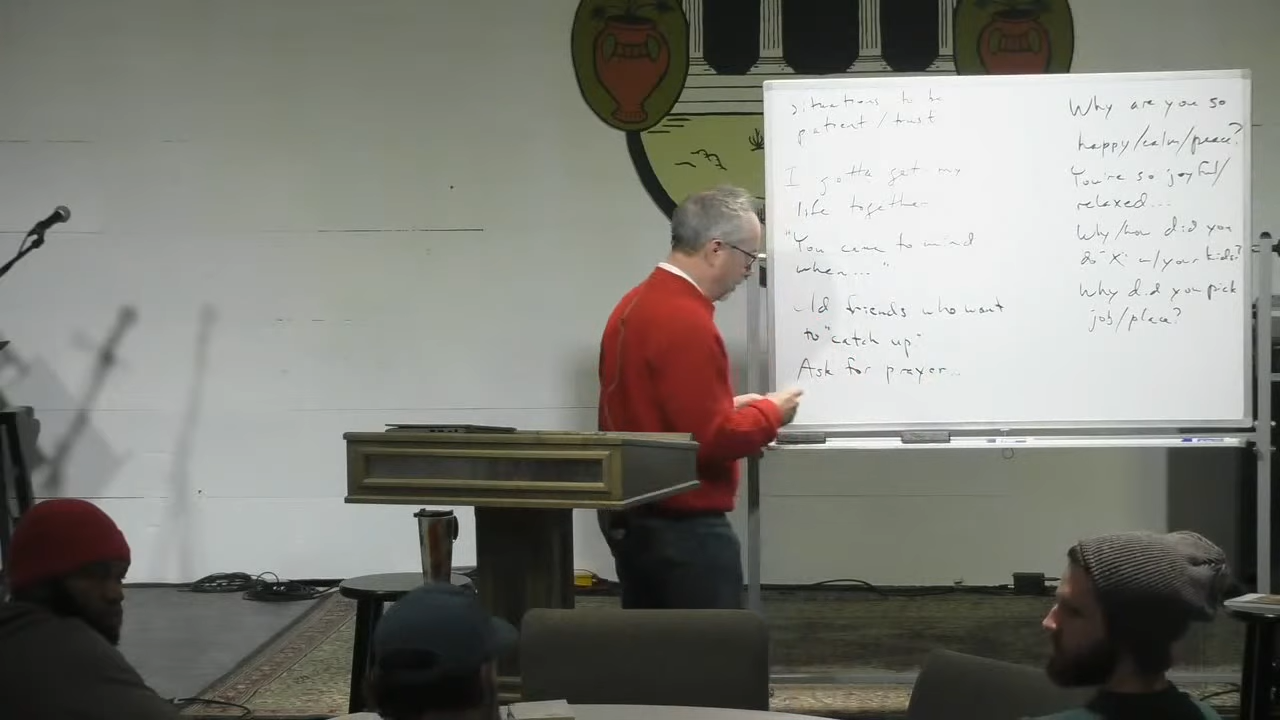 situations to be
patient/trust
I gotta get my
life together
"You came to mind
when..."
old friends who want
to "catch up"
Ask for prayer...
Why are you so
happy/calm/peace?
You're so joyful/
relaxed...
Why/how did you
do "X" w/your kids?
Why did you pick
job/place?